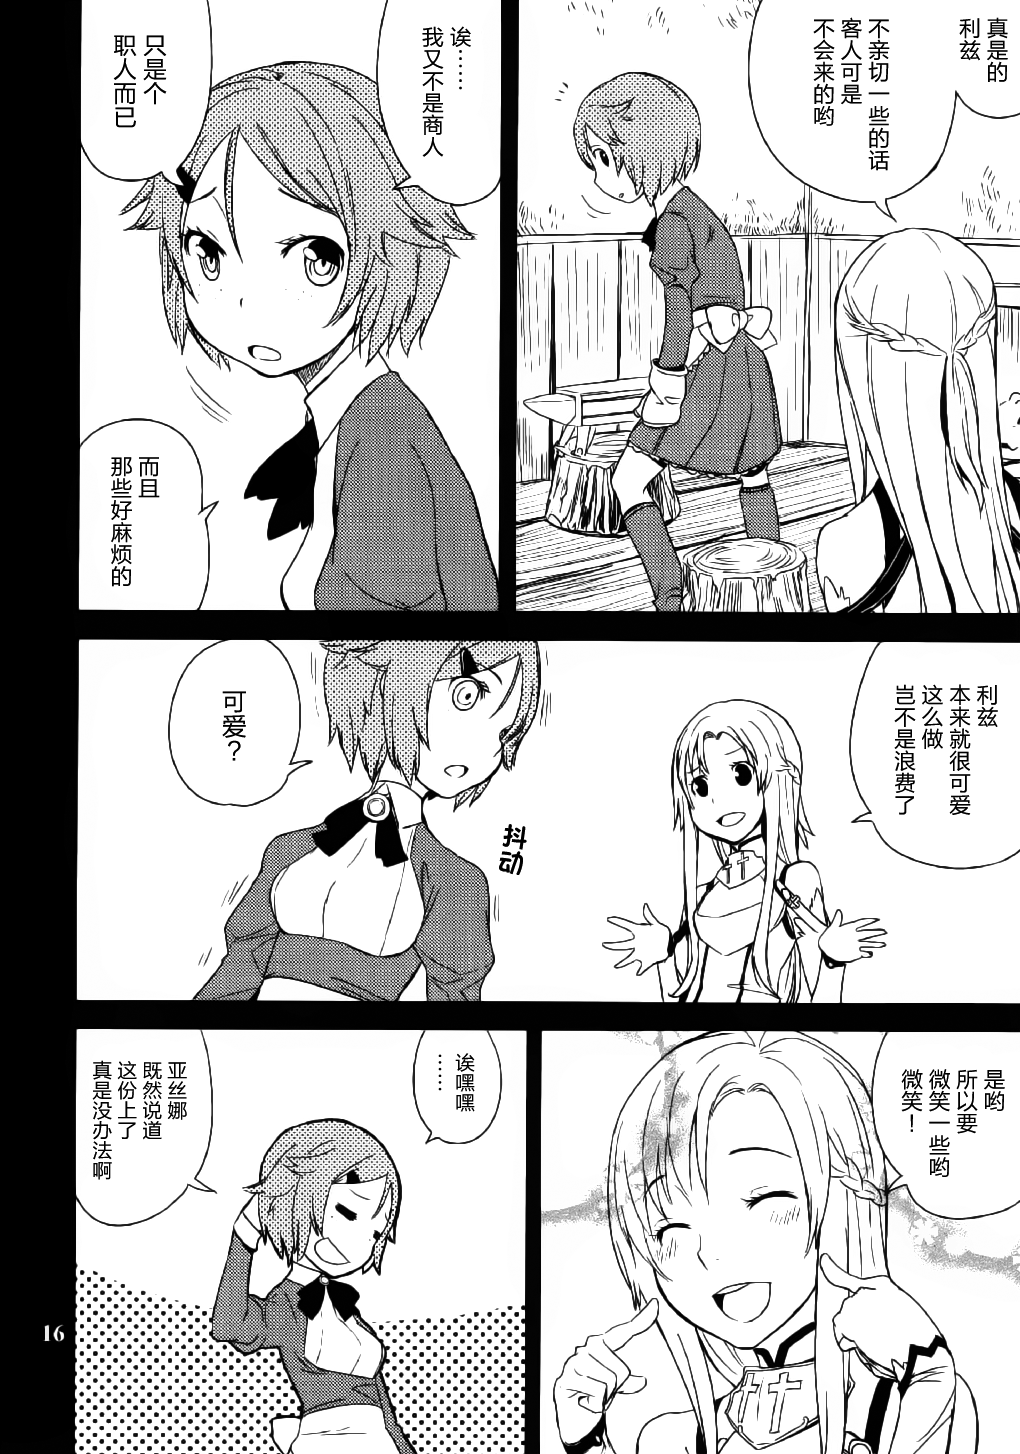 真是的
利兹
不亲切一些的话
客人可是
不会来的哟
诶……
我又不是商人
只是个
职人而已
而且
那些好麻烦的
利兹
本来就很可爱
这么做
岂不是浪费了
可爱？
抖动
是哟
所以要
微笑一些哟
微笑！
诶嘿嘿
……
亚丝娜
既然说道
这份上了
真是没办法啊
16